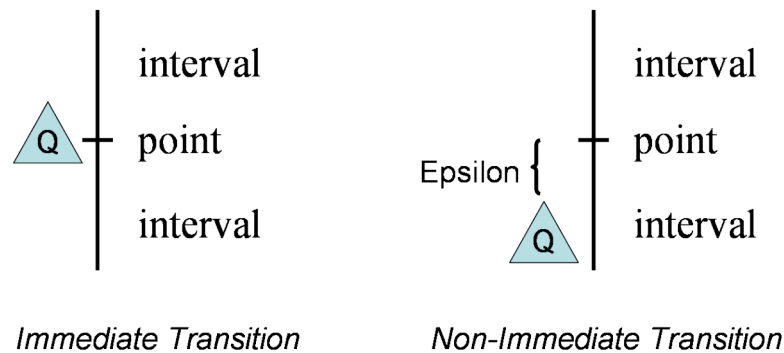 interval interval
Q point point
Epsilon {
interval Q interval
Immediate Transition Non-Immediate Transition